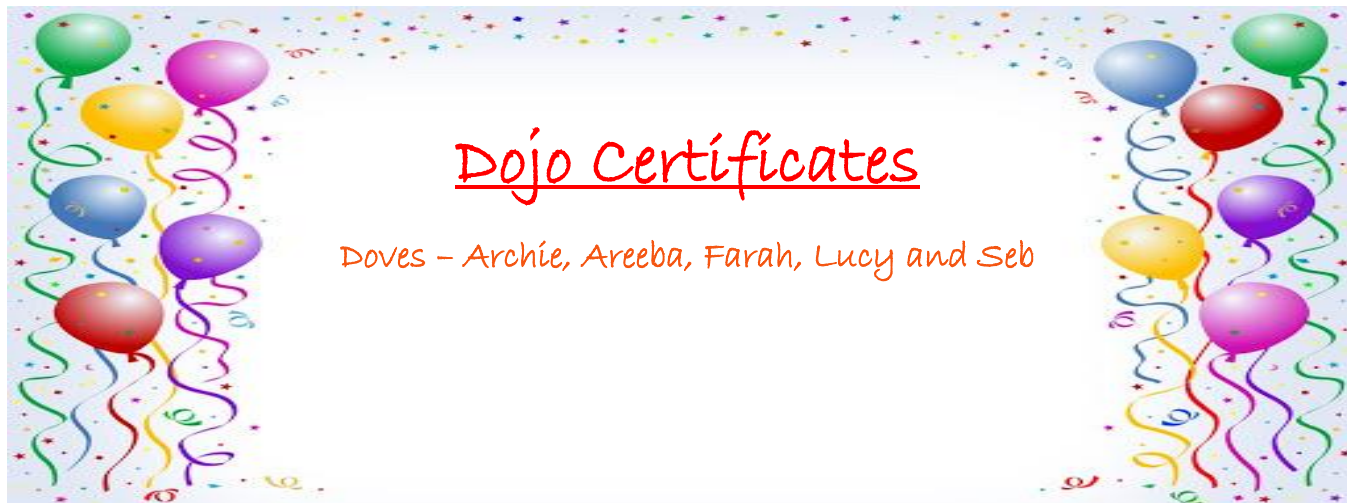 Dojo Certificates
Doves – Archie, Areeba, Farah, Lucy and Seb